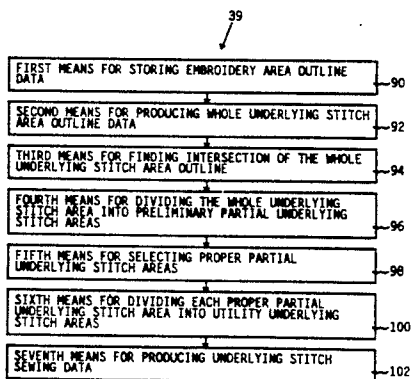 39
FIRST MEANS FOR STORING EMBROIDERY AREA OUTLINE
DATA
90
SECOND MEANS FOR PRODUCING WHOLE UNDERLYING STITCH
AREA OUTLINE DATA
92
THIRD MEANS FOR FINDING INTERSECTION OF THE WHOLE
UNDERLYING STITCH AREA OUTLINE
94
FOURTH MEANS FOR DIVIDING THE WHOLE UNDERLYING
STITCH AREA INTO PRELIMINARY PARTIAL UNDERLYING
STITCH AREAS
96
FIFTH MEANS FOR SELECTING PROPER PARTIAL
UNDERLYING STITCH AREAS
98
SIXTH MEANS FOR DIVIDING EACH PROPER PARTIAL
UNDERLYING STITCH AREA INTO UTILITY UNDERLYING
STITCH AREAS
100
SEVENTH MEANS FOR PRODUCING UNDERLYING STITCH
SEWING DATA
102